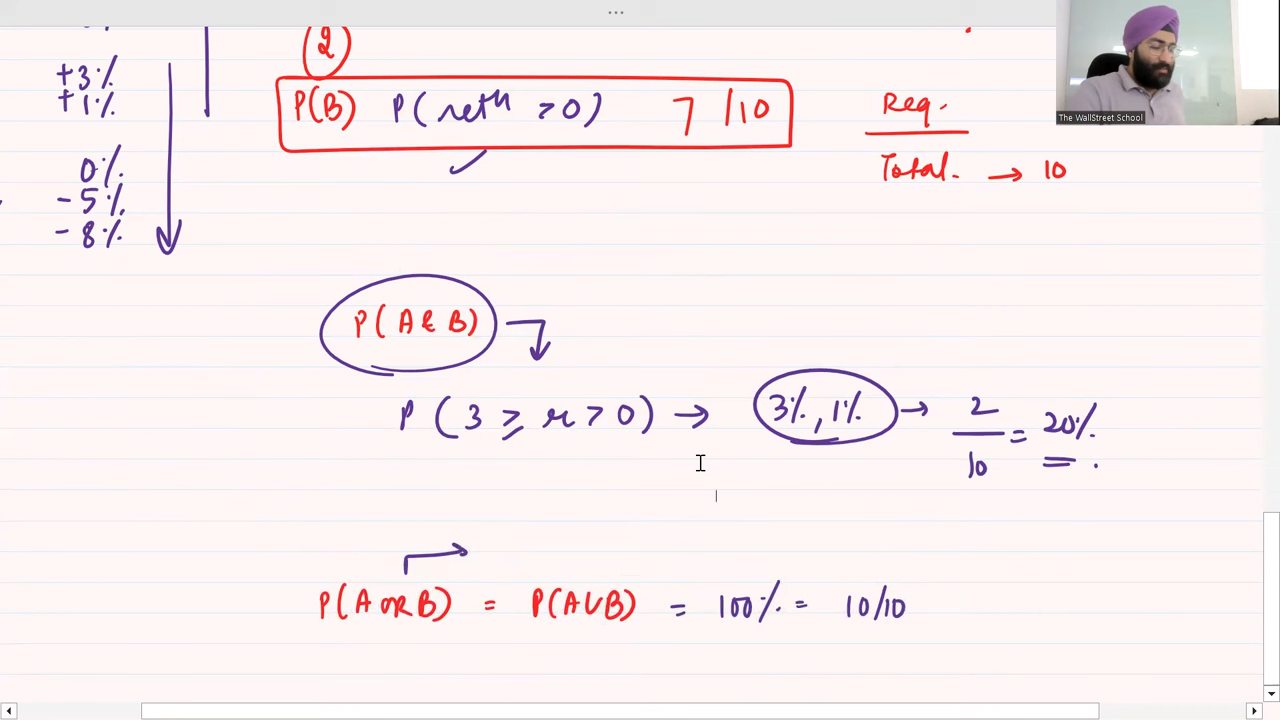 (2)
P(B) P(retn >0) 7/10
+3%
+1%
0%
-5%
-8%
Req.
Total. → 10
The WallStreet School
P(A & B)
P(3 ≥ r > 0) → 3%, 1% → 2/10 = 20%.
P(A or B) = P(A∪B) = 100% = 10/10